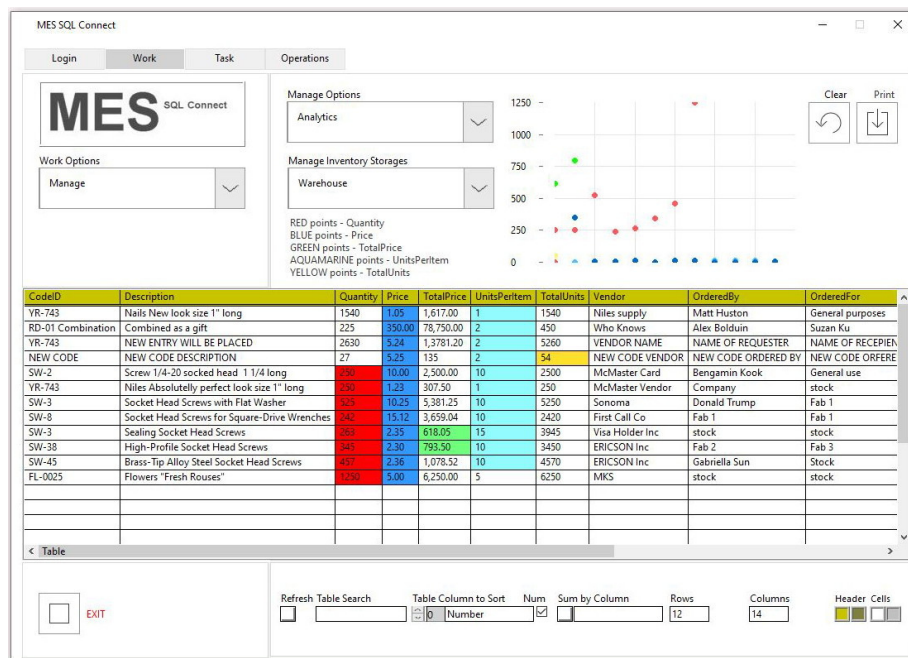 MES SQL Connect
Login Work Task Operations
MES SQL Connect
Work Options
Manage
Manage Options
Analytics
Manage Inventory Storages
Warehouse
RED points - Quantity
BLUE points - Price
GREEN points - TotalPrice
AQUAMARINE points - UnitsPerItem
YELLOW points - TotalUnits
1250
1000
750
500
250
0
Clear Print
CodeID Description Quantity Price TotalPrice UnitsPerItem TotalUnits Vendor OrderedBy OrderedFor
YR-743 Nails New look size 1" long 1540 1.05 1,617.00 1 1540 Niles supply Matt Huston General purposes
RD-01 Combination Combined as a gift 225 350.00 78,750.00 2 450 Who Knows Alex Bolduin Suzan Ku
YR-743 NEW ENTRY WILL BE PLACED 2630 5.24 1,3781.20 2 5260 VENDOR NAME NAME OF REQUESTER NAME OF RECEPIEN
NEW CODE NEW CODE DESCRIPTION 27 5.25 135 2 54 NEW CODE VENDOR NEW CODE ORDERED BY NEW CODE ORFERE
SW-2 Screw 1/4-20 socked head 1 1/4 long 250 10.00 2,500.00 10 2500 McMaster Card Bengamin Kook General use
YR-743 Niles Absolutelly perfect look size 1" long 250 1.23 307.50 1 250 McMaster Vendor Company stock
SW-3 Socket Head Screws with Flat Washer 525 10.25 5,381.25 10 5250 Sonoma Donald Trump Fab 1
SW-8 Socket Head Screws for Square-Drive Wrenches 242 15.12 3,659.04 10 2420 First Call Co Fab 1 Fab 1
SW-3 Sealing Socket Head Screws 263 2.35 618.05 15 3945 Visa Holder Inc stock stock
SW-38 High-Profile Socket Head Screws 345 2.30 793.50 10 3450 ERICSON Inc Fab 2 Fab 3
SW-45 Brass-Tip Alloy Steel Socket Head Screws 457 2.36 1,078.52 10 4570 ERICSON Inc Gabriella Sun Stock
FL-0025 Flowers "Fresh Rouses" 1250 5.00 6,250.00 5 6250 MKS stock stock
Table
EXIT
Refresh Table Search Table Column to Sort Num Sum by Column Rows Columns Header Cells
0 Number 12 14